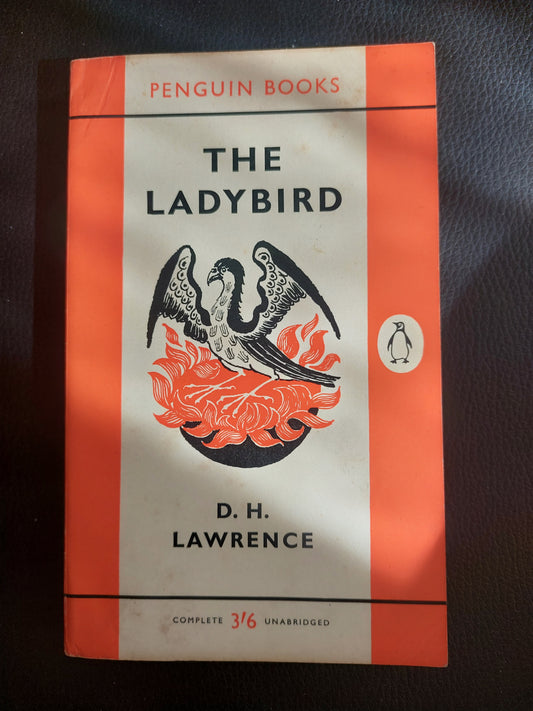 PENGUIN BOOKS
THE
LADYBIRD
D. H.
LAWRENCE
COMPLETE 3'6 UNABRIDGED